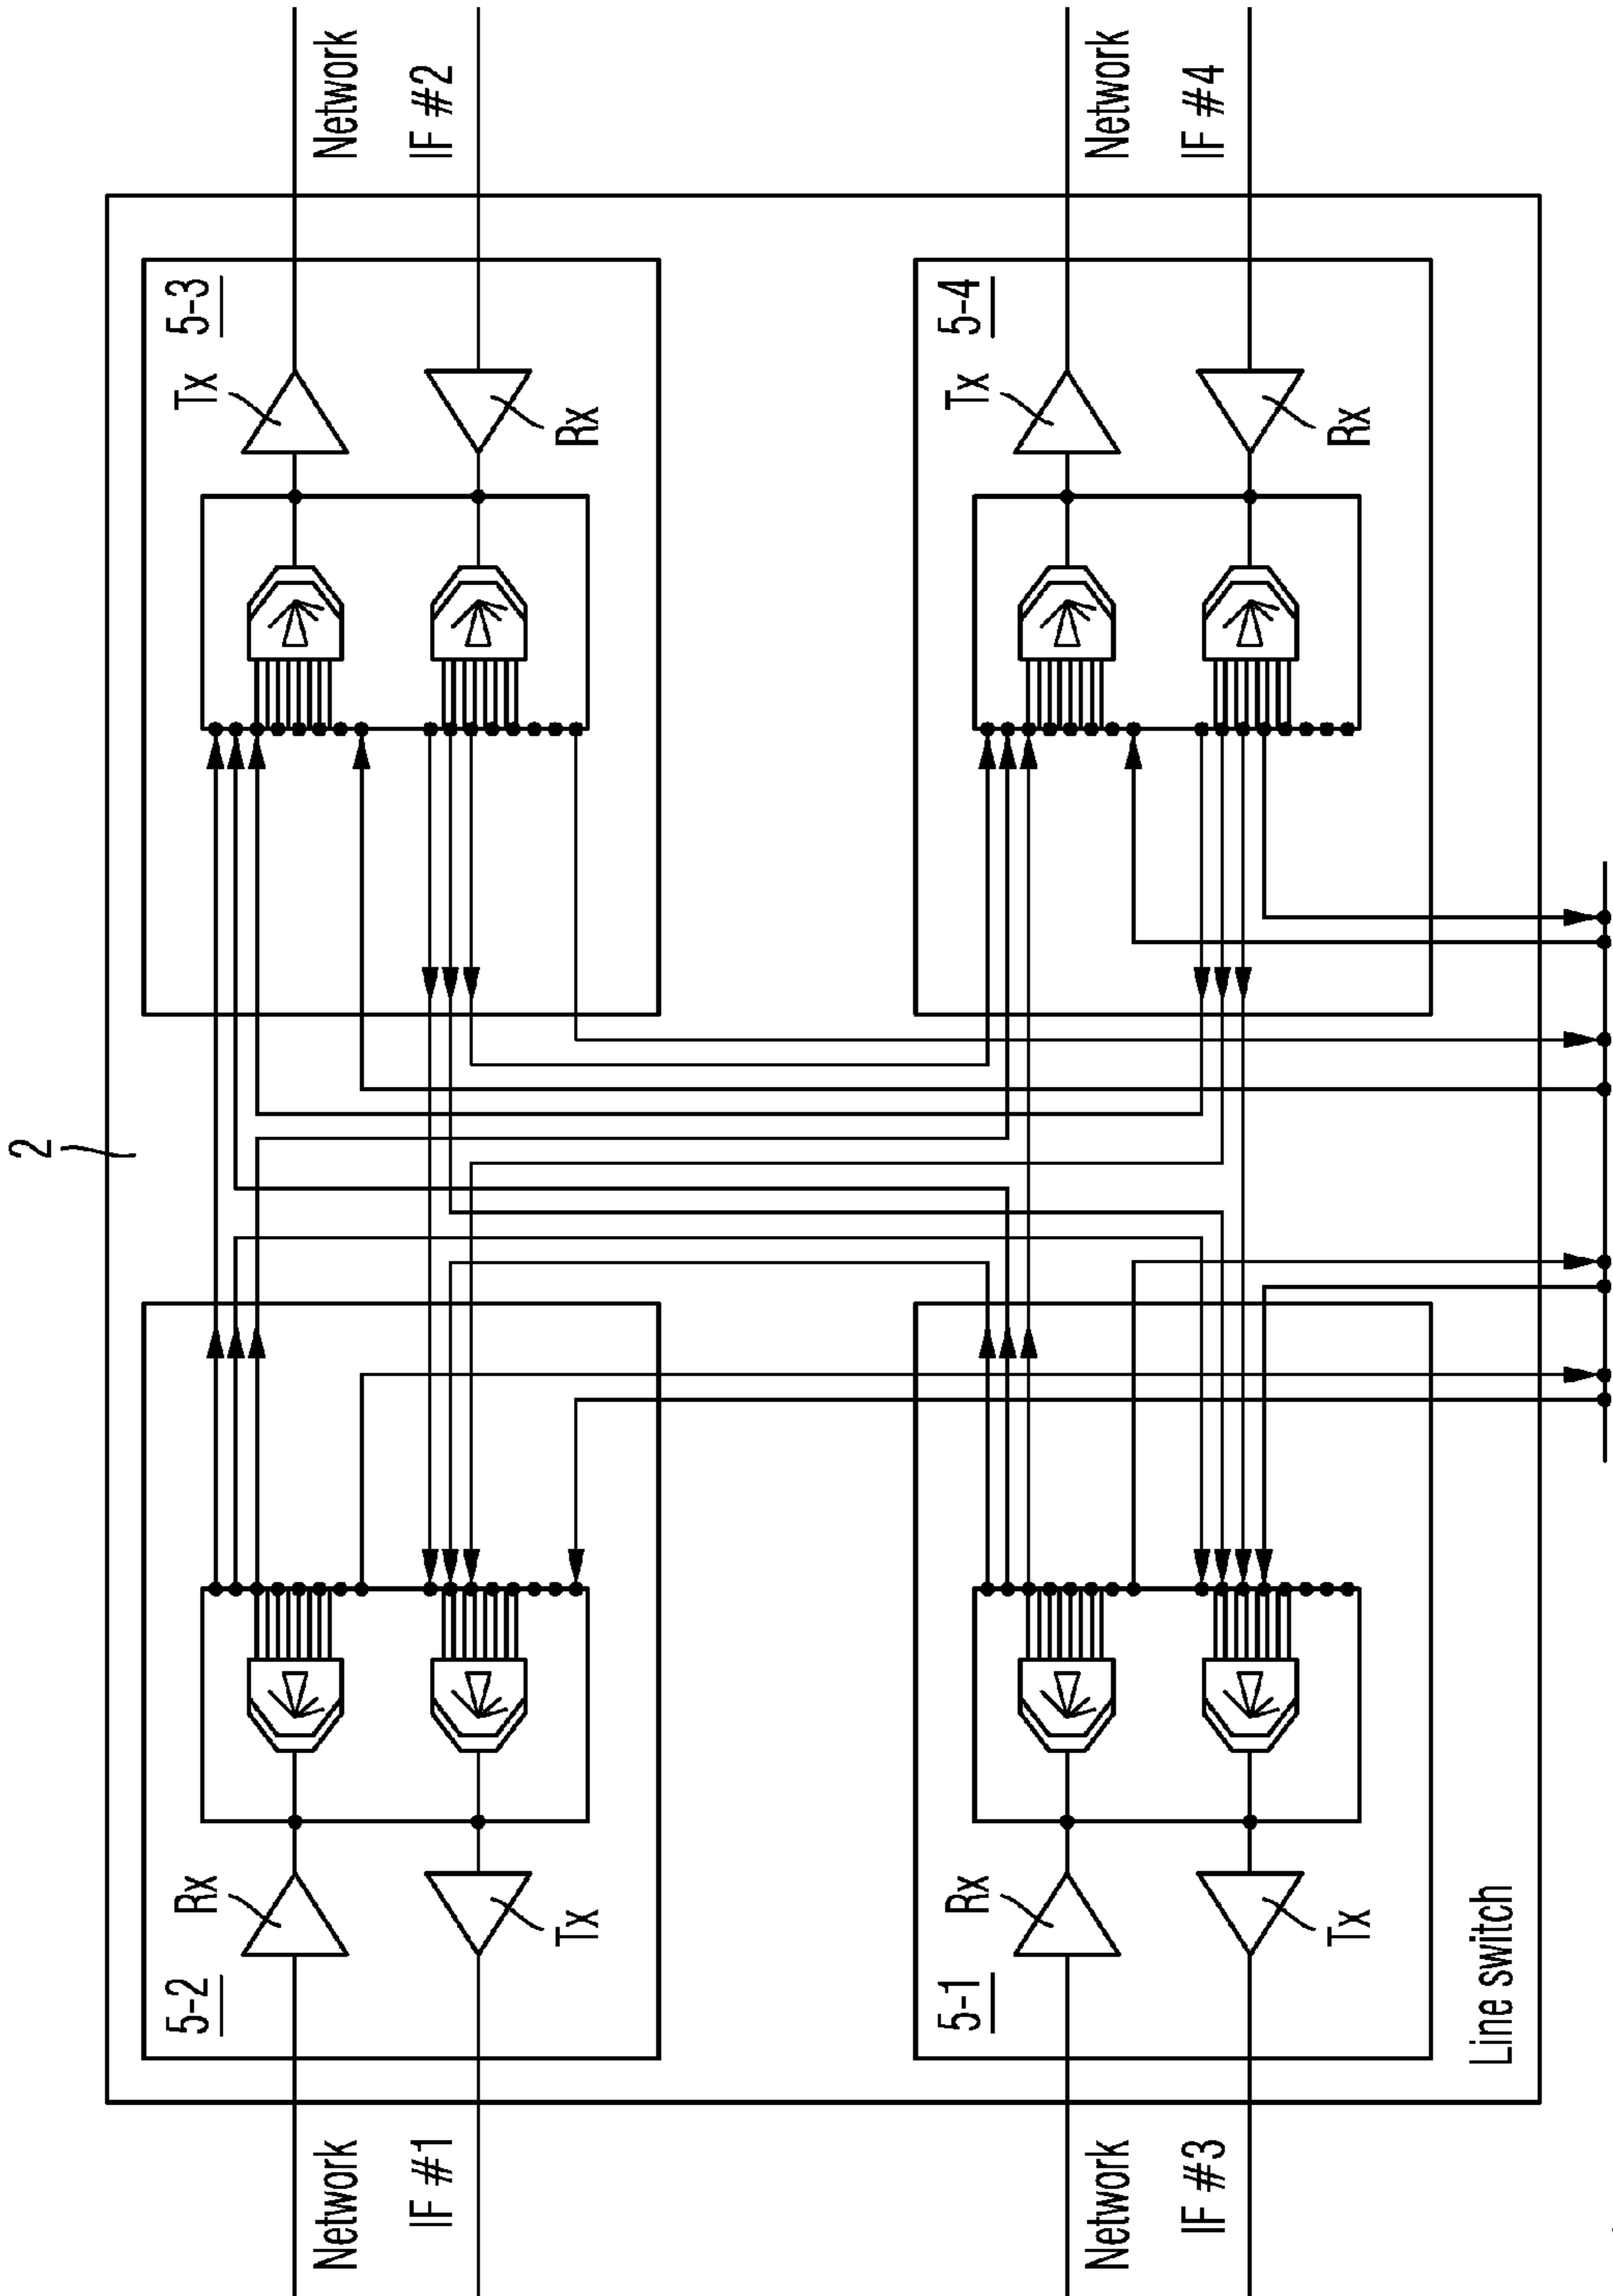 2
Network
IF #1
5-2
Rx
Tx
Tx
5-3
Rx
Network
IF #2
Network
IF #3
5-1
Rx
Tx
Tx
5-4
Rx
Network
IF #4
Line switch